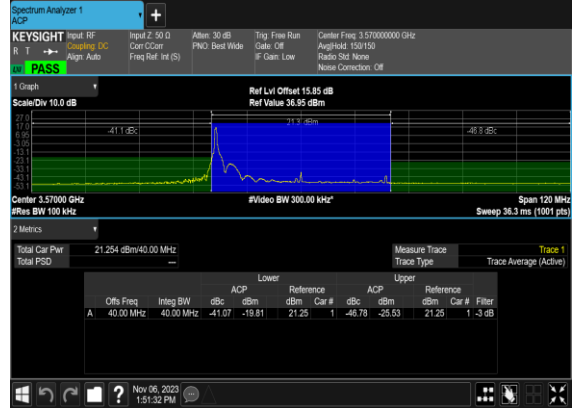 Spectrum Analyzer 1
ACP
KEYSIGHT
R T
PASS
Input: RF
Coupling: DC
Align: Auto
Input Z: 50 Ω
Corr CCorr
Freq Ref: Int (S)
Atten: 30 dB
PNO: Best Wide
Trig: Free Run
Gate: Off
IF Gain: Low
Center Freq: 3.570000000 GHz
Avg|Hold: 150/150
Radio Std: None
Noise Correction: Off
1 Graph
Scale/Div 10.0 dB
Ref Lvl Offset 15.85 dB
Ref Value 36.95 dBm
27.0
17.0
6.95
-3.05
-13.1
-23.1
-33.1
-43.1
-53.1
-41.1 dBc
21.3 dBm
-46.8 dBc
Center 3.57000 GHz
#Res BW 100 kHz
#Video BW 300.00 kHz*
Span 120 MHz
Sweep 36.3 ms (1001 pts)
2 Metrics
Total Car Pwr 21.254 dBm/40.00 MHz
Total PSD ---
Measure Trace Trace 1
Trace Type Trace Average (Active)
Lower Upper
ACP Reference ACP Reference
Offs Freq Integ BW dBc dBm dBm Car # dBc dBm dBm Car # Filter
A 40.00 MHz 40.00 MHz -41.07 -19.81 21.25 1 -46.78 -25.53 21.25 1 -3 dB
Nov 06, 2023
1:51:32 PM